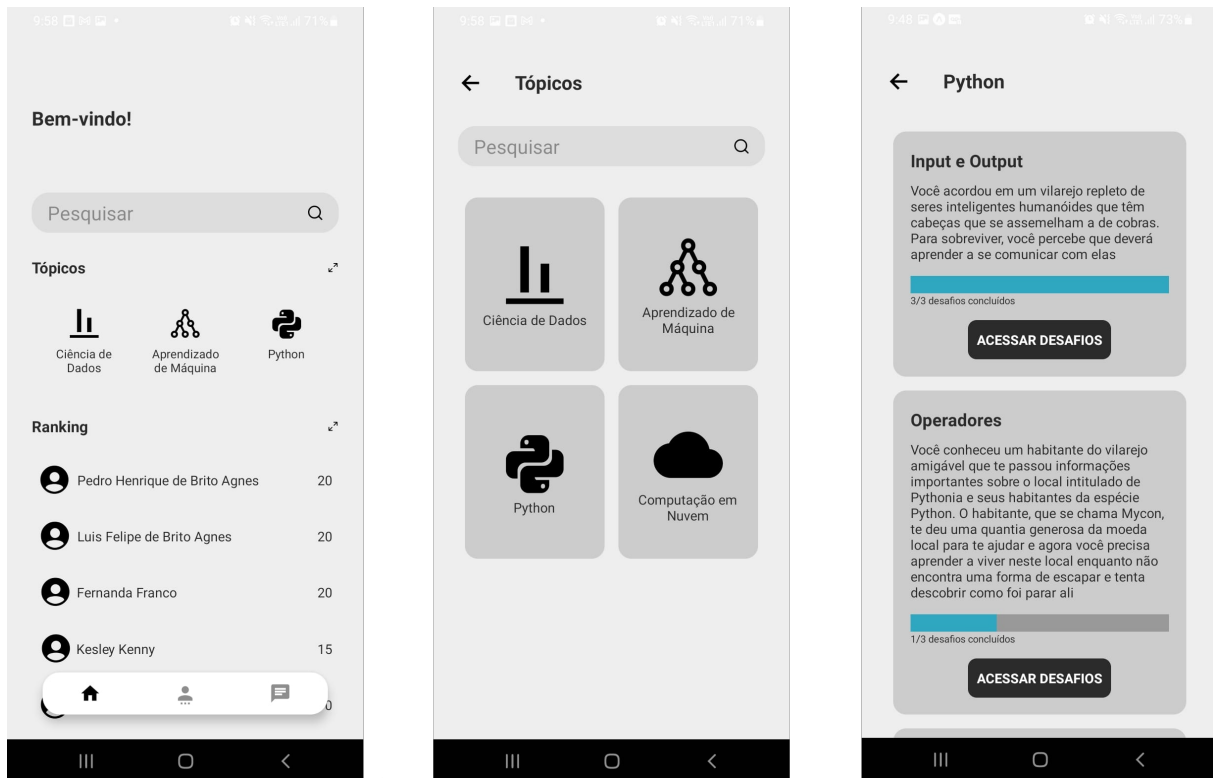 9:58
71%
Bem-vindo!
Pesquisar
Tópicos
Ciência de
Dados
Aprendizado
de Máquina
Python
Ranking
Pedro Henrique de Brito Agnes 20
Luis Felipe de Brito Agnes 20
Fernanda Franco 20
Kesley Kenny 15
9:58
71%
Tópicos
Pesquisar
Ciência de Dados
Aprendizado de
Máquina
Python
Computação em
Nuvem
9:48
73%
Python
Input e Output
Você acordou em um vilarejo repleto de
seres inteligentes humanóides que têm
cabeças que se assemelham a de cobras.
Para sobreviver, você percebe que deverá
aprender a se comunicar com elas
3/3 desafios concluídos
ACESSAR DESAFIOS
Operadores
Você conheceu um habitante do vilarejo
amigável que te passou informações
importantes sobre o local intitulado de
Pythonia e seus habitantes da espécie
Python. O habitante, que se chama Mycon,
te deu uma quantia generosa da moeda
local para te ajudar e agora você precisa
aprender a viver neste local enquanto não
encontra uma forma de escapar e tenta
descobrir como foi parar ali
1/3 desafios concluídos
ACESSAR DESAFIOS